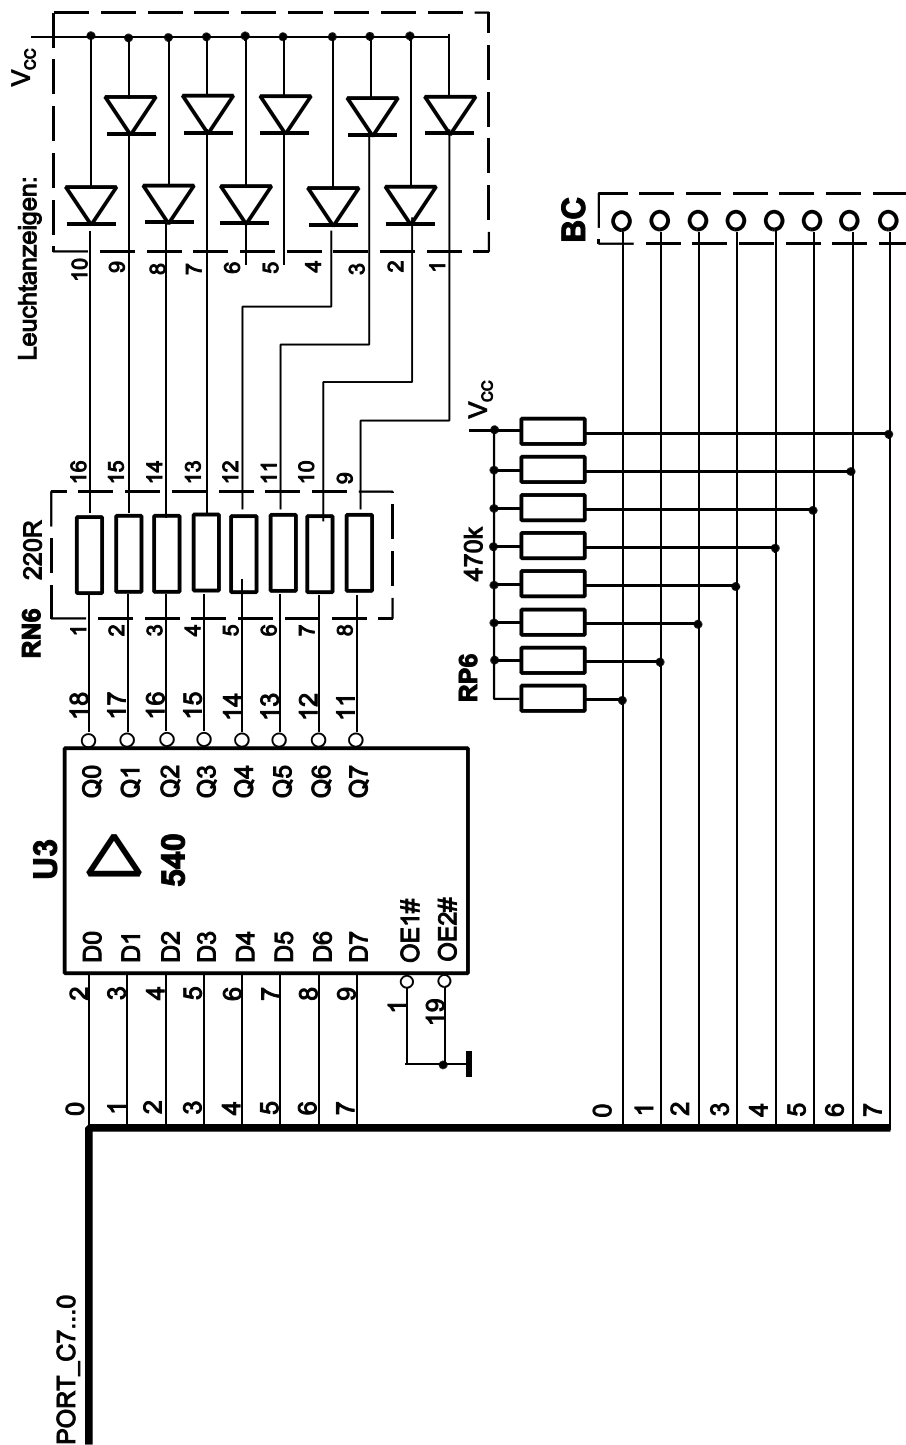 PORT_C7...0
0
1
2
3
4
5
6
7
2
3
4
5
6
7
8
9
1
19
U3
540
D0
D1
D2
D3
D4
D5
D6
D7
OE1#
OE2#
Q0
Q1
Q2
Q3
Q4
Q5
Q6
Q7
18
17
16
15
14
13
12
11
RN6
220R
1
2
3
4
5
6
7
8
16
15
14
13
12
11
10
9
Leuchtanzeigen:
VCC
10
9
8
7
6
5
4
3
2
1
0
1
2
3
4
5
6
7
RP6
470k
VCC
BC